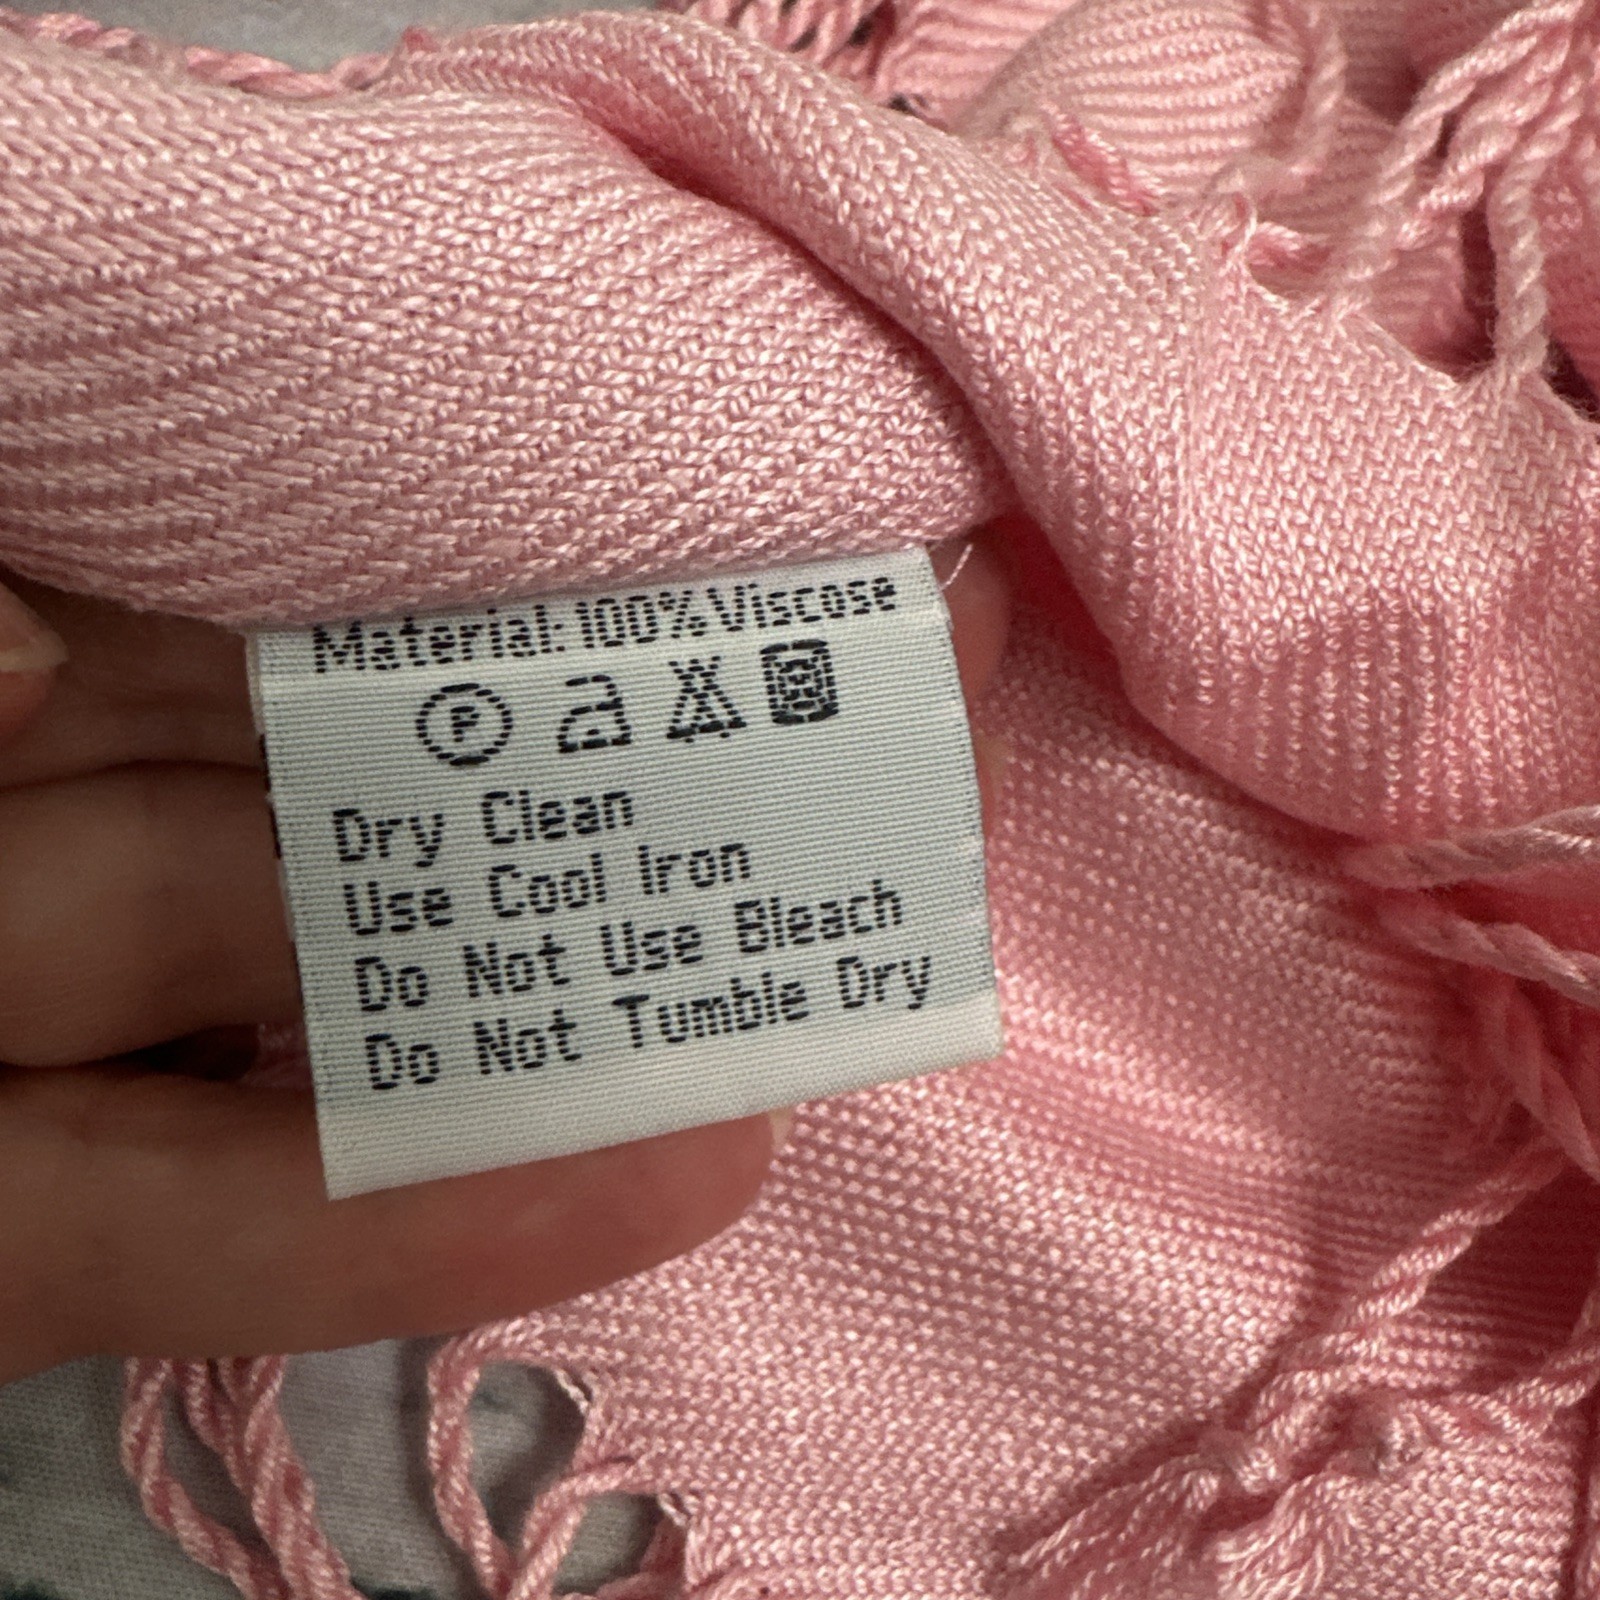 Material: 100% Viscose
P
Dry Clean
Use Cool Iron
Do Not Use Bleach
Do Not Tumble Dry